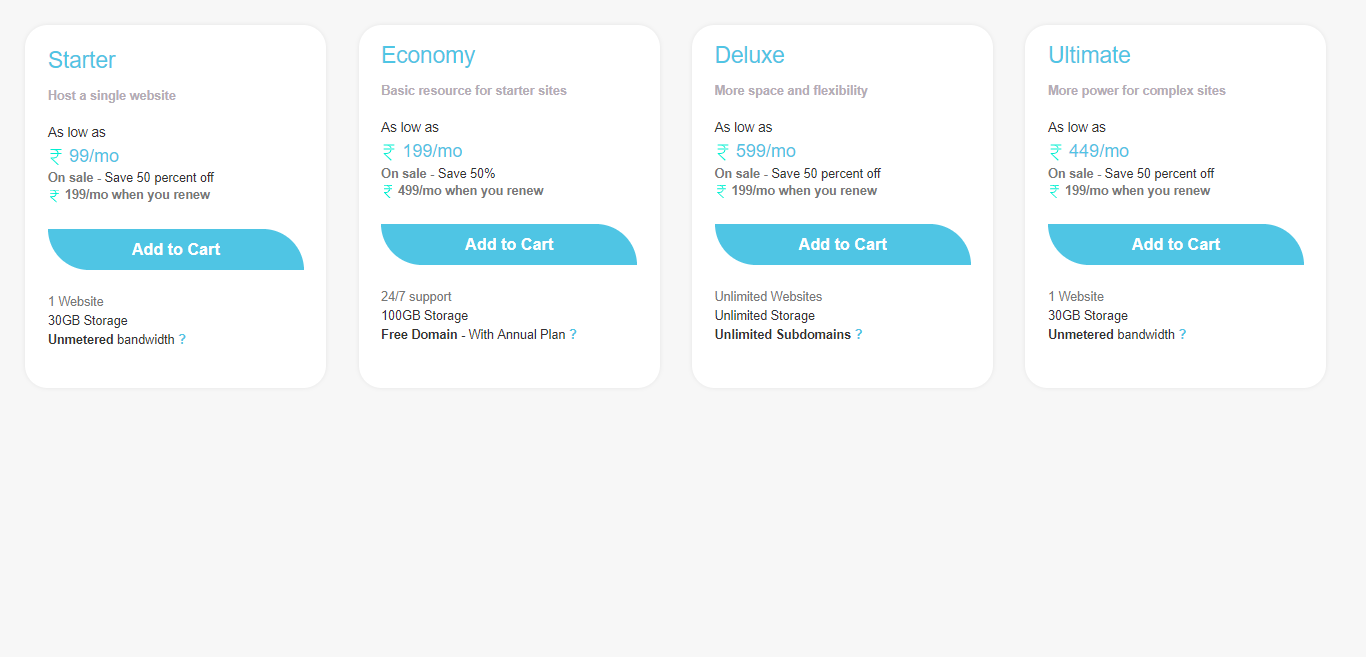 Starter
Host a single website
As low as
₹ 99/mo
On sale - Save 50 percent off
₹ 199/mo when you renew
Add to Cart
1 Website
30GB Storage
Unmetered bandwidth ?
Economy
Basic resource for starter sites
As low as
₹ 199/mo
On sale - Save 50%
₹ 499/mo when you renew
Add to Cart
24/7 support
100GB Storage
Free Domain - With Annual Plan ?
Deluxe
More space and flexibility
As low as
₹ 599/mo
On sale - Save 50 percent off
₹ 199/mo when you renew
Add to Cart
Unlimited Websites
Unlimited Storage
Unlimited Subdomains ?
Ultimate
More power for complex sites
As low as
₹ 449/mo
On sale - Save 50 percent off
₹ 199/mo when you renew
Add to Cart
1 Website
30GB Storage
Unmetered bandwidth ?